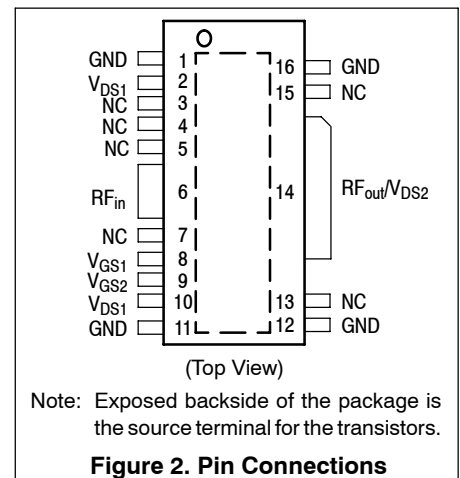 GND 1 16 GND
VDS1 2 15 NC
NC 3
NC 4
NC 5
RFin 6 14 RFout/VDS2
NC 7
VGS1 8
VGS2 9
VDS1 10 13 NC
GND 11 12 GND
(Top View)
Note: Exposed backside of the package is
the source terminal for the transistors.
Figure 2. Pin Connections